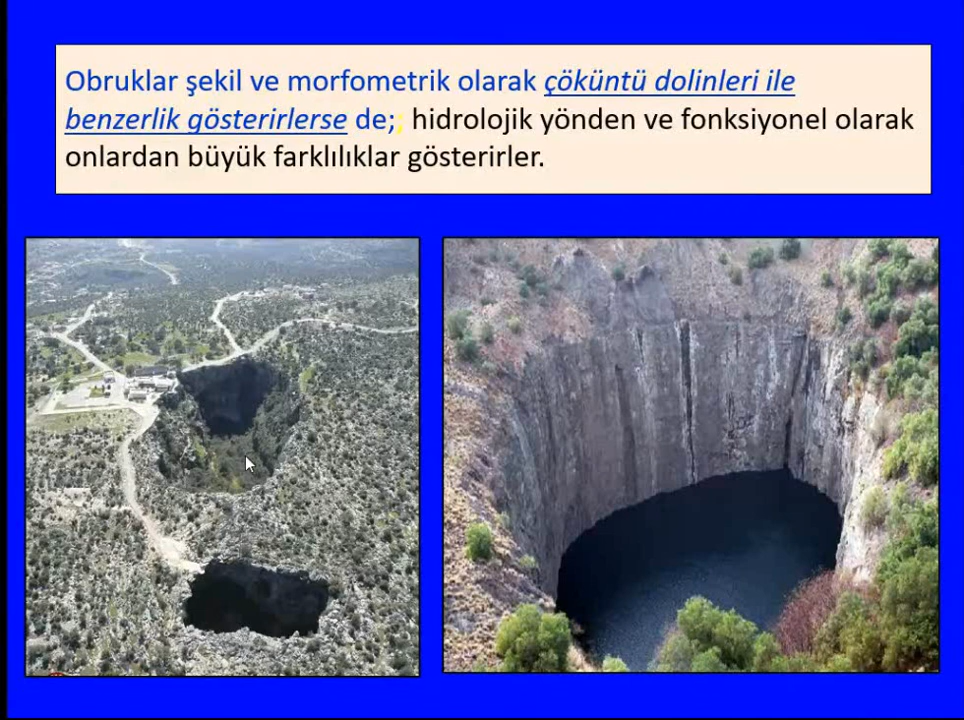 Obruklar şekil ve morfometrik olarak çöküntü dolinleri ile
benzerlik gösterirlerse de;; hidrolojik yönden ve fonksiyonel olarak
onlardan büyük farklılıklar gösterirler.